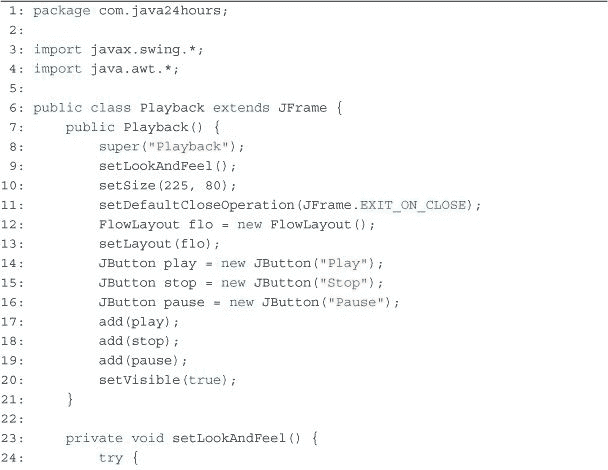 1: package com.java24hours;
2:
3: import javax.swing.*;
4: import java.awt.*;
5:
6: public class Playback extends JFrame {
7:     public Playback() {
8:         super("Playback");
9:         setLookAndFeel();
10:         setSize(225, 80);
11:         setDefaultCloseOperation(JFrame.EXIT_ON_CLOSE);
12:         FlowLayout flo = new FlowLayout();
13:         setLayout(flo);
14:         JButton play = new JButton("Play");
15:         JButton stop = new JButton("Stop");
16:         JButton pause = new JButton("Pause");
17:         add(play);
18:         add(stop);
19:         add(pause);
20:         setVisible(true);
21:     }
22:
23:     private void setLookAndFeel() {
24:         try {